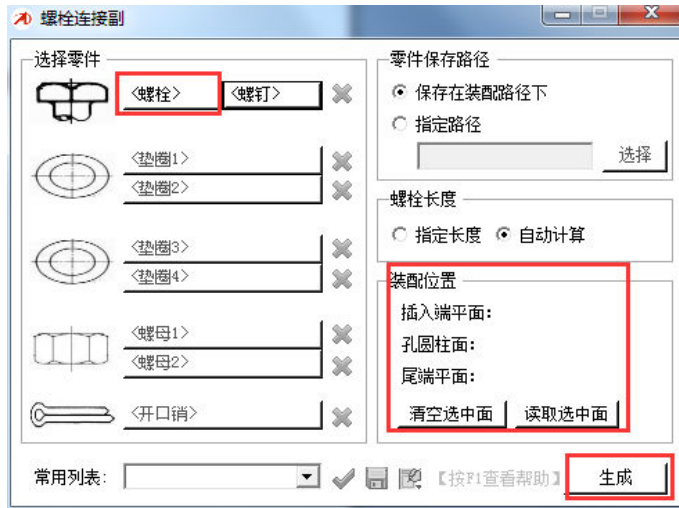 螺栓连接副
选择零件
<螺栓> <螺钉>
<垫圈1>
<垫圈2>
<垫圈3>
<垫圈4>
<螺母1>
<螺母2>
<开口销>
零件保存路径
保存在装配路径下
指定路径
选择
螺栓长度
指定长度 自动计算
装配位置
插入端平面:
孔圆柱面:
尾端平面:
清空选中面 读取选中面
常用列表: 【按F1查看帮助】 生成